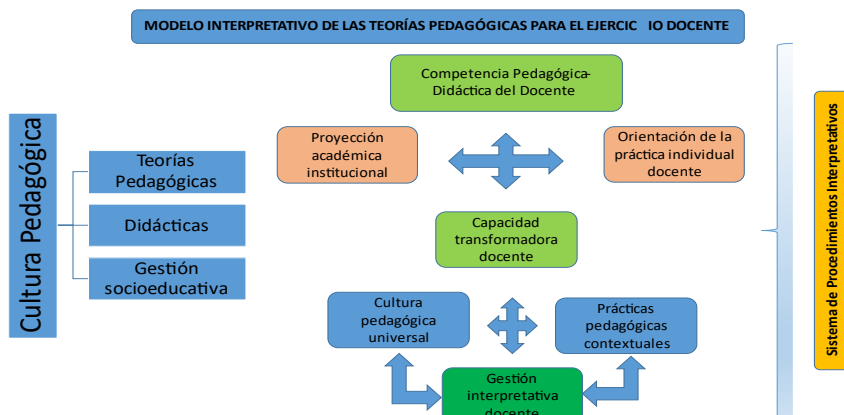 MODELO INTERPRETATIVO DE LAS TEORÍAS PEDAGÓGICAS PARA EL EJERCIC IO DOCENTE
Competencia Pedagógica-
Didáctica del Docente
Proyección
académica
institucional
Orientación de la
práctica individual
docente
Cultura Pedagógica
Teorías
Pedagógicas
Didácticas
Gestión
socioeducativa
Capacidad
transformadora
docente
Cultura
pedagógica
universal
Prácticas
pedagógicas
contextuales
Gestión
interpretativa
docente
Sistema de Procedimientos Interpretativos